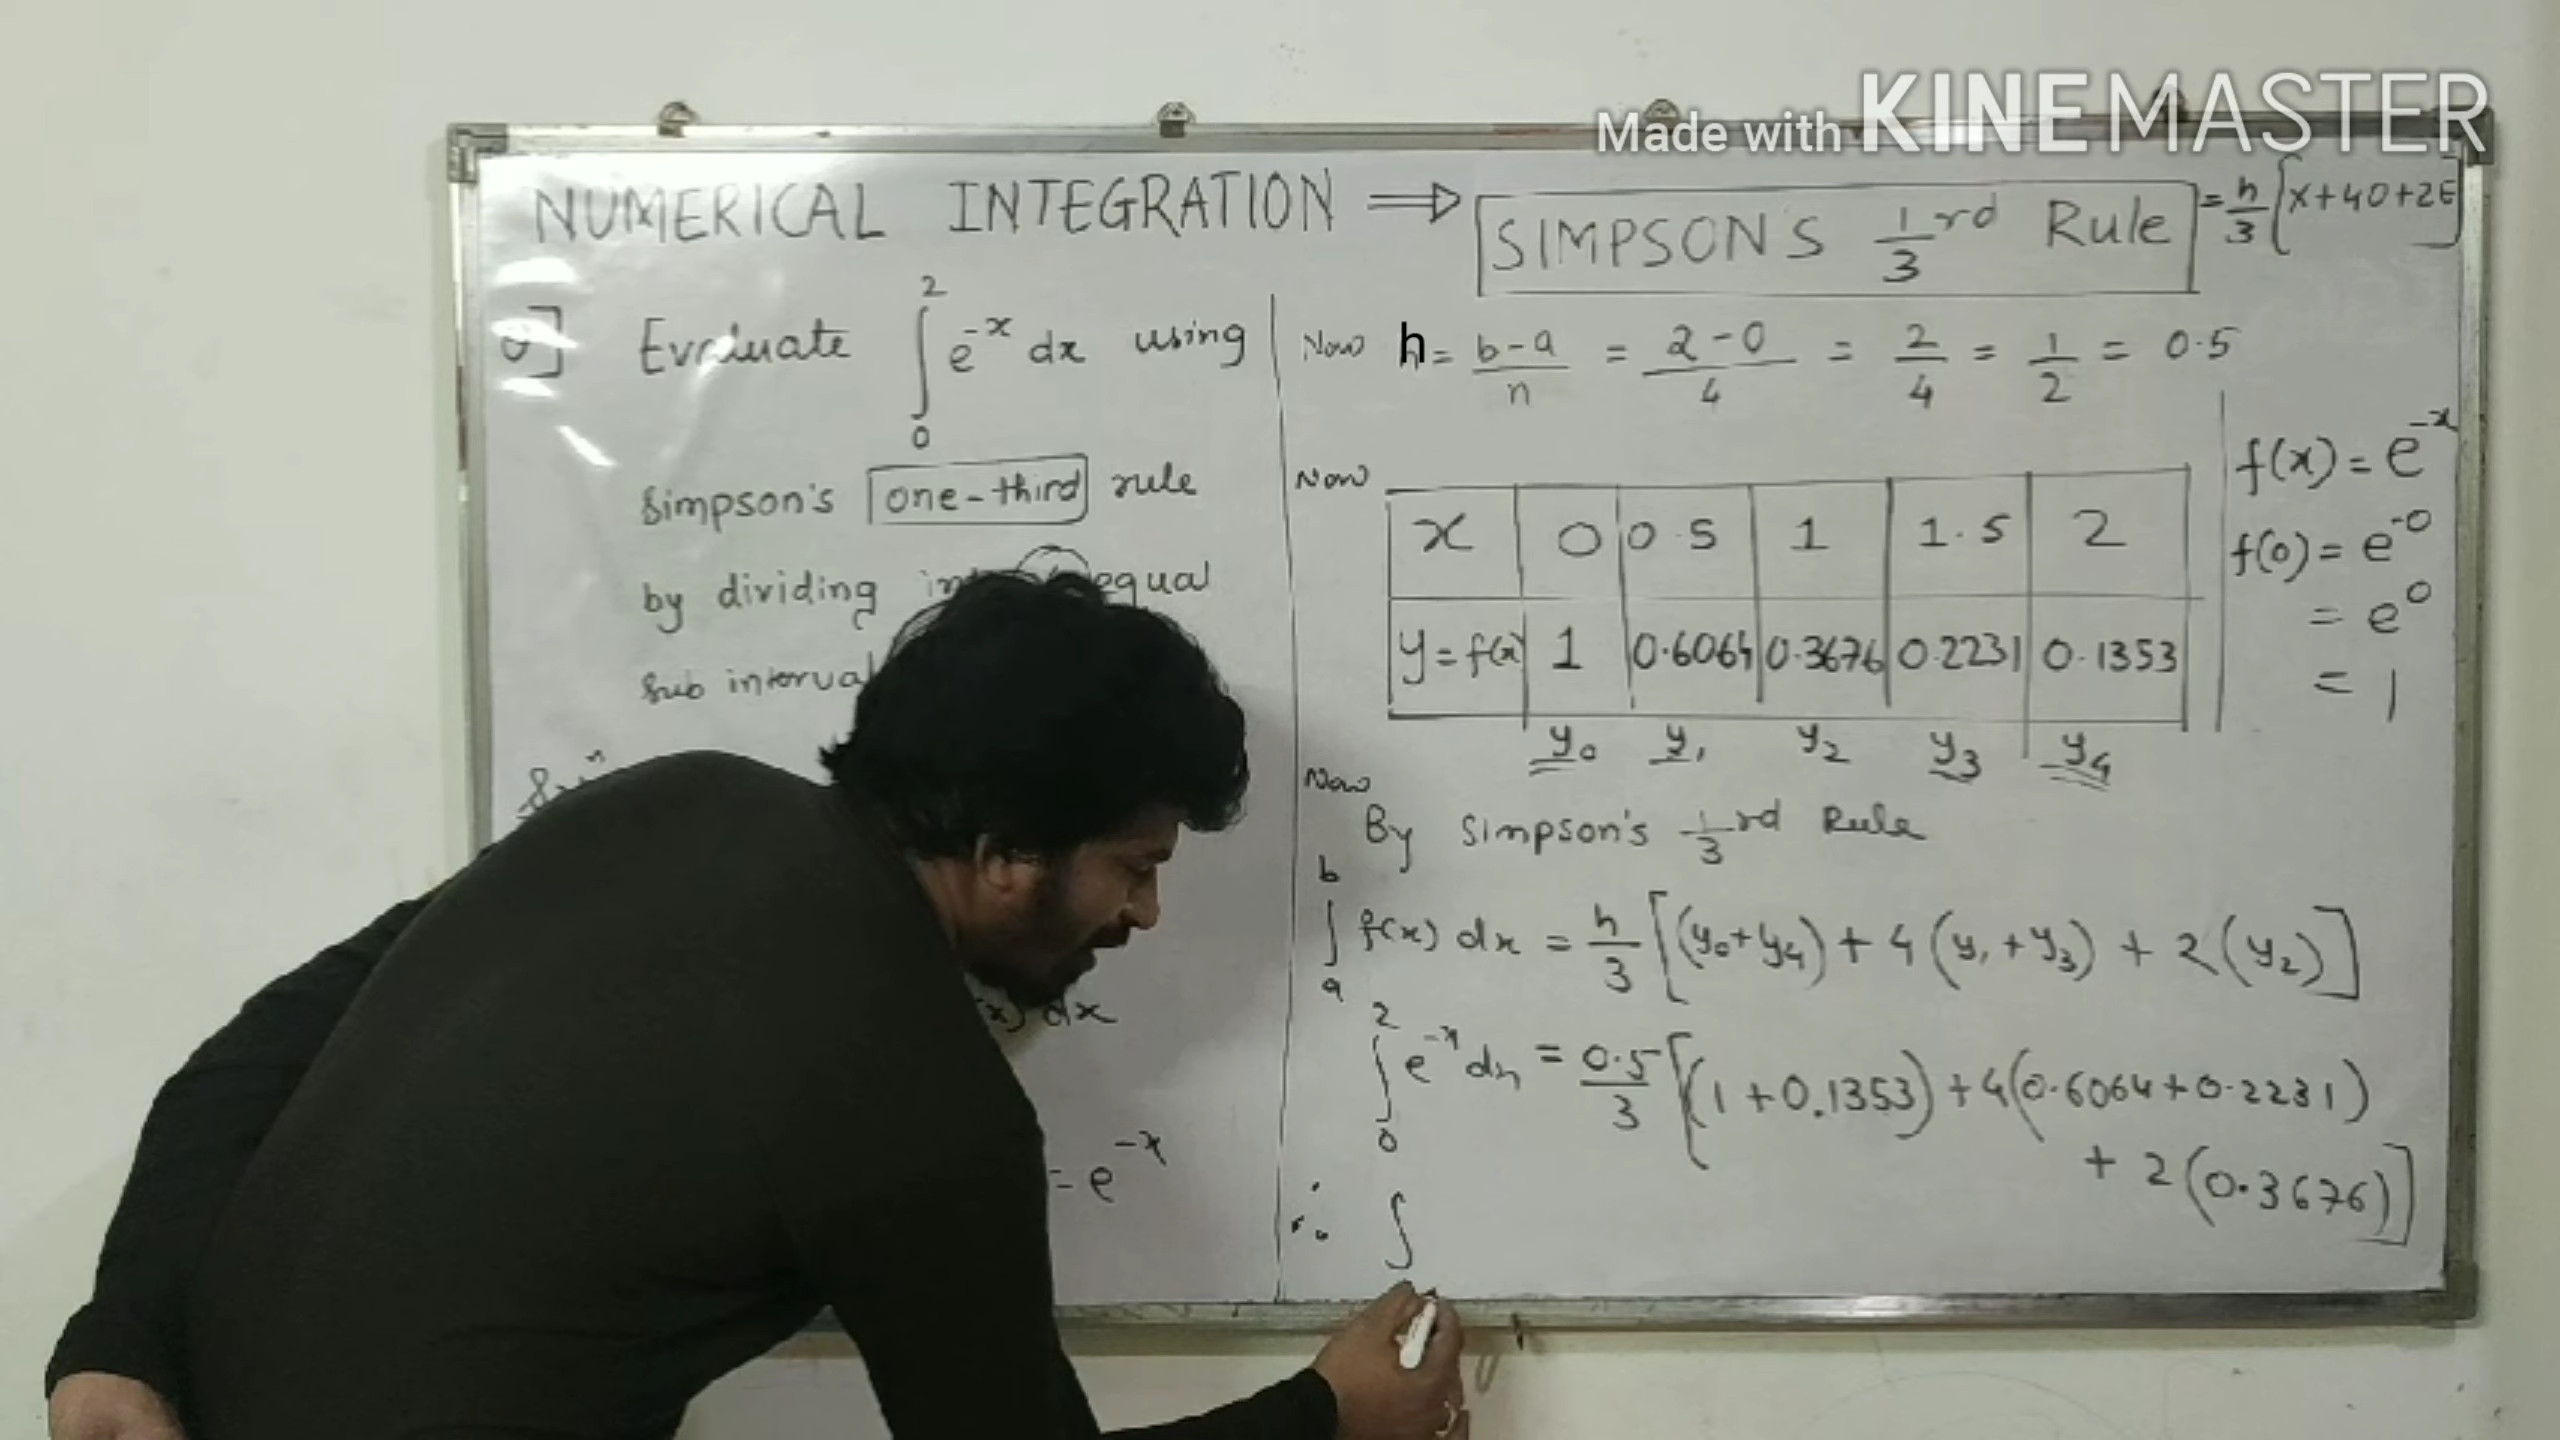 Made with KINEMASTER
NUMERICAL INTEGRATION ⇒ SIMPSON'S 1/3 rd Rule = h/3 [X+4O+2E]
Q] Evaluate ∫₀² e^-x dx using
Simpson's one-third rule
by dividing equal
sub interval
dx
= e^-x
Now h = b-a/n = 2-0/4 = 2/4 = 1/2 = 0.5
Now
x 0 0.5 1 1.5 2
y=f(x) 1 0.6064 0.3676 0.2231 0.1353
y₀ y₁ y₂ y₃ y₄
f(x) = e^-x
f(0) = e^-0
= e^0
= 1
Now
By Simpson's 1/3 rd Rule
∫ₐᵇ f(x) dx = h/3 [(y₀+y₄) + 4(y₁+y₃) + 2(y₂)]
∫₀² e^-x dx = 0.5/3 [(1+0.1353)+4(0.6064+0.2231)
+ 2(0.3676)]
∴ ∫